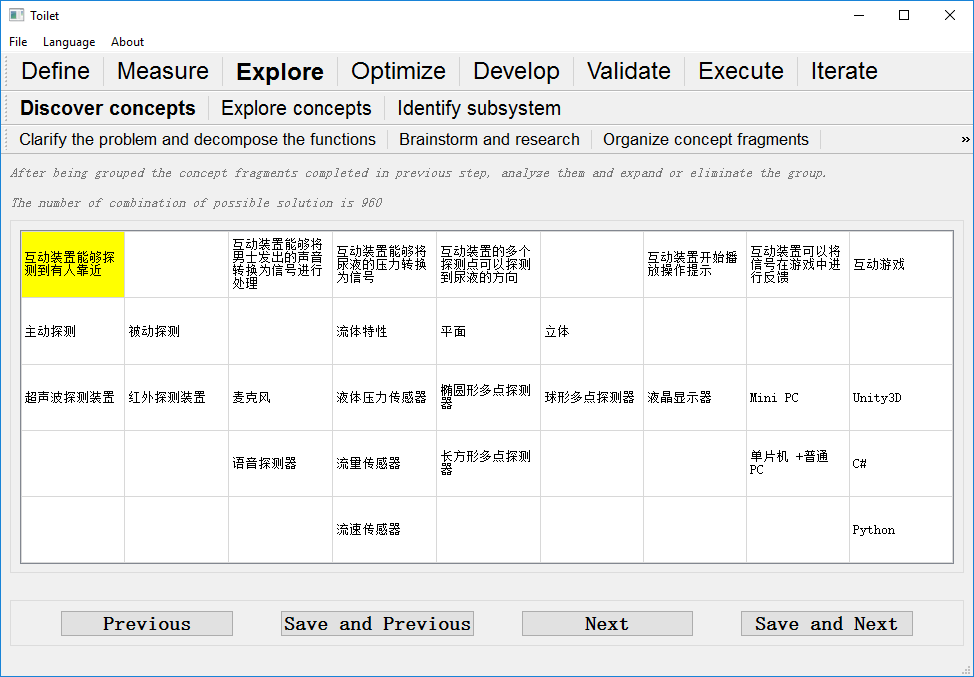 Toilet
File Language About
Define Measure Explore Optimize Develop Validate Execute Iterate
Discover concepts Explore concepts Identify subsystem
Clarify the problem and decompose the functions Brainstorm and research Organize concept fragments »
After being grouped the concept fragments completed in previous step, analyze them and expand or eliminate the group.
The number of combination of possible solution is 960
互动装置能够探
测到有人靠近
互动装置能够将
男士发出的声音
转换为信号进行
处理
互动装置能够将
尿液的压力转换
为信号
互动装置的多个
探测点可以探测
到尿液的方向
互动装置开始播
放操作提示
互动装置可以将
信号在游戏中进
行反馈
互动游戏
主动探测 被动探测 流体特性 平面 立体
超声波探测装置 红外探测装置 麦克风 液体压力传感器
椭圆形多点探测
器
球形多点探测器 液晶显示器 Mini PC Unity3D
语音探测器 流量传感器
长方形多点探测
器
单片机 +普通
PC
C#
流速传感器 Python
Previous Save and Previous Next Save and Next